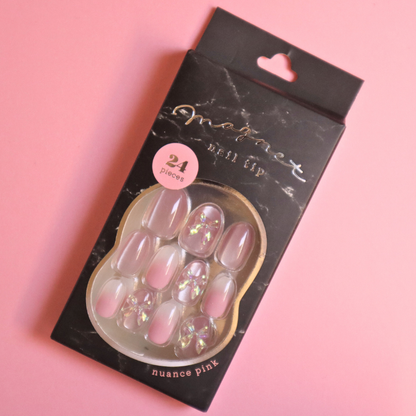 magnet
nail tip
24
pieces
nuance pink